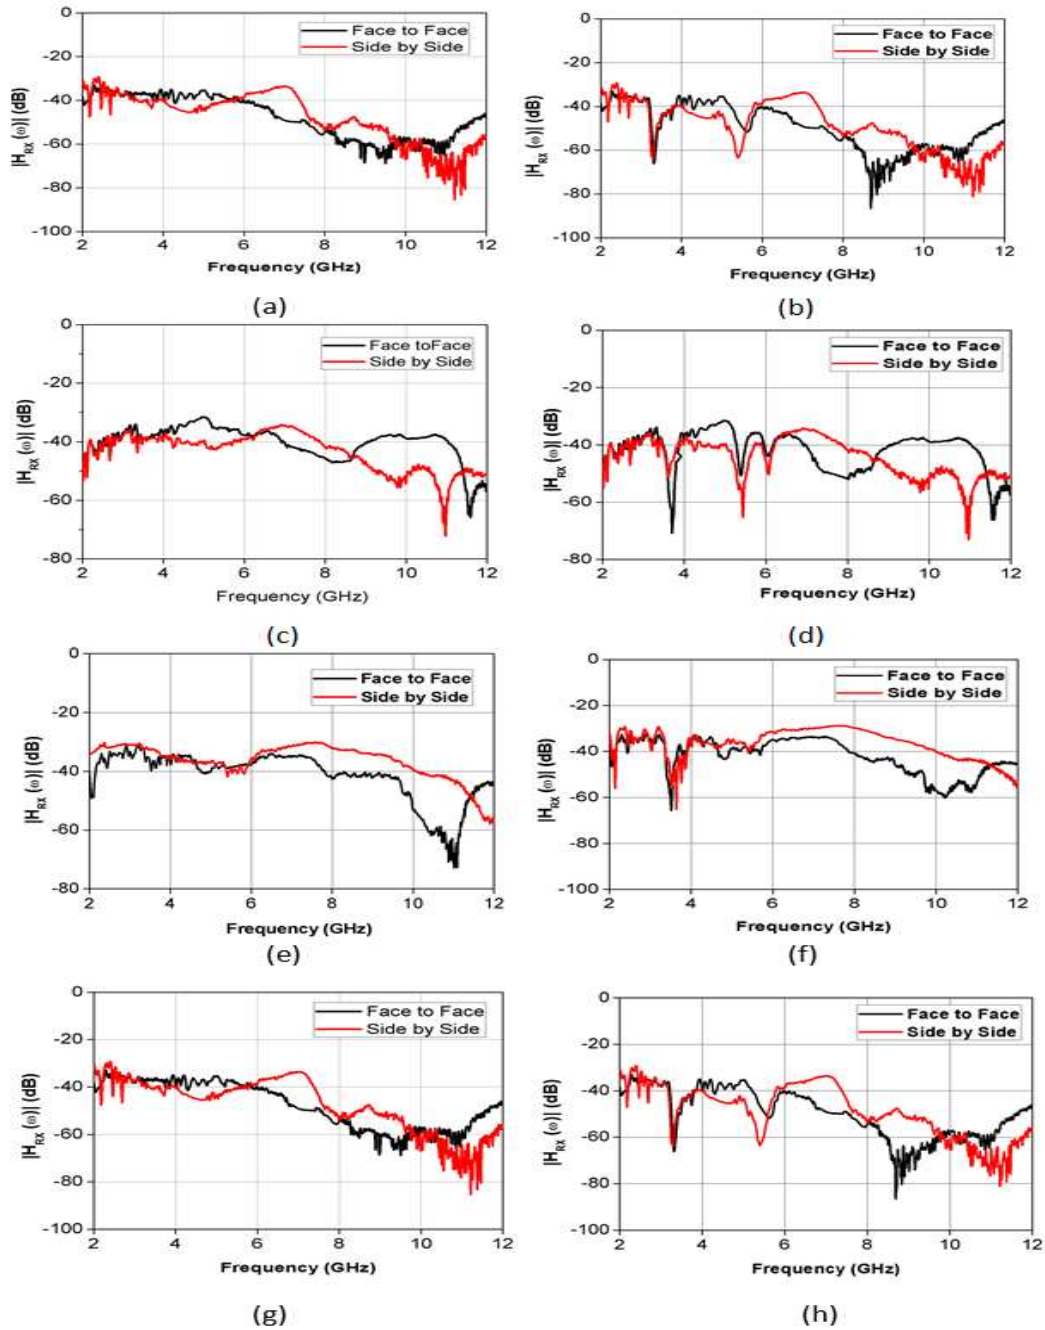 0
-20
-40
-60
-80
-100
|H_RX (ω)| (dB)
Face to Face
Side by Side
2 4 6 8 10 12
Frequency (GHz)
(a)
0
-20
-40
-60
-80
-100
|H_RX (ω)| (dB)
Face to Face
Side by Side
2 4 6 8 10 12
Frequency (GHz)
(b)
0
-20
-40
-60
-80
|H_RX (ω)| (dB)
Face toFace
Side by Side
2 4 6 8 10 12
Frequency (GHz)
(c)
0
-20
-40
-60
-80
|H_RX (ω)| (dB)
Face to Face
Side by Side
2 4 6 8 10 12
Frequency (GHz)
(d)
0
-20
-40
-60
-80
|H_RX (ω)| (dB)
Face to Face
Side by Side
2 4 6 8 10 12
Frequency (GHz)
(e)
0
-20
-40
-60
-80
-100
|H_RX (ω)| (dB)
Face to Face
Side by Side
2 4 6 8 10 12
Frequency (GHz)
(f)
0
-20
-40
-60
-80
-100
|H_RX (ω)| (dB)
Face to Face
Side by Side
2 4 6 8 10 12
Frequency (GHz)
(g)
0
-20
-40
-60
-80
-100
|H_RX (ω)| (dB)
Face to Face
Side by Side
2 4 6 8 10 12
Frequency (GHz)
(h)